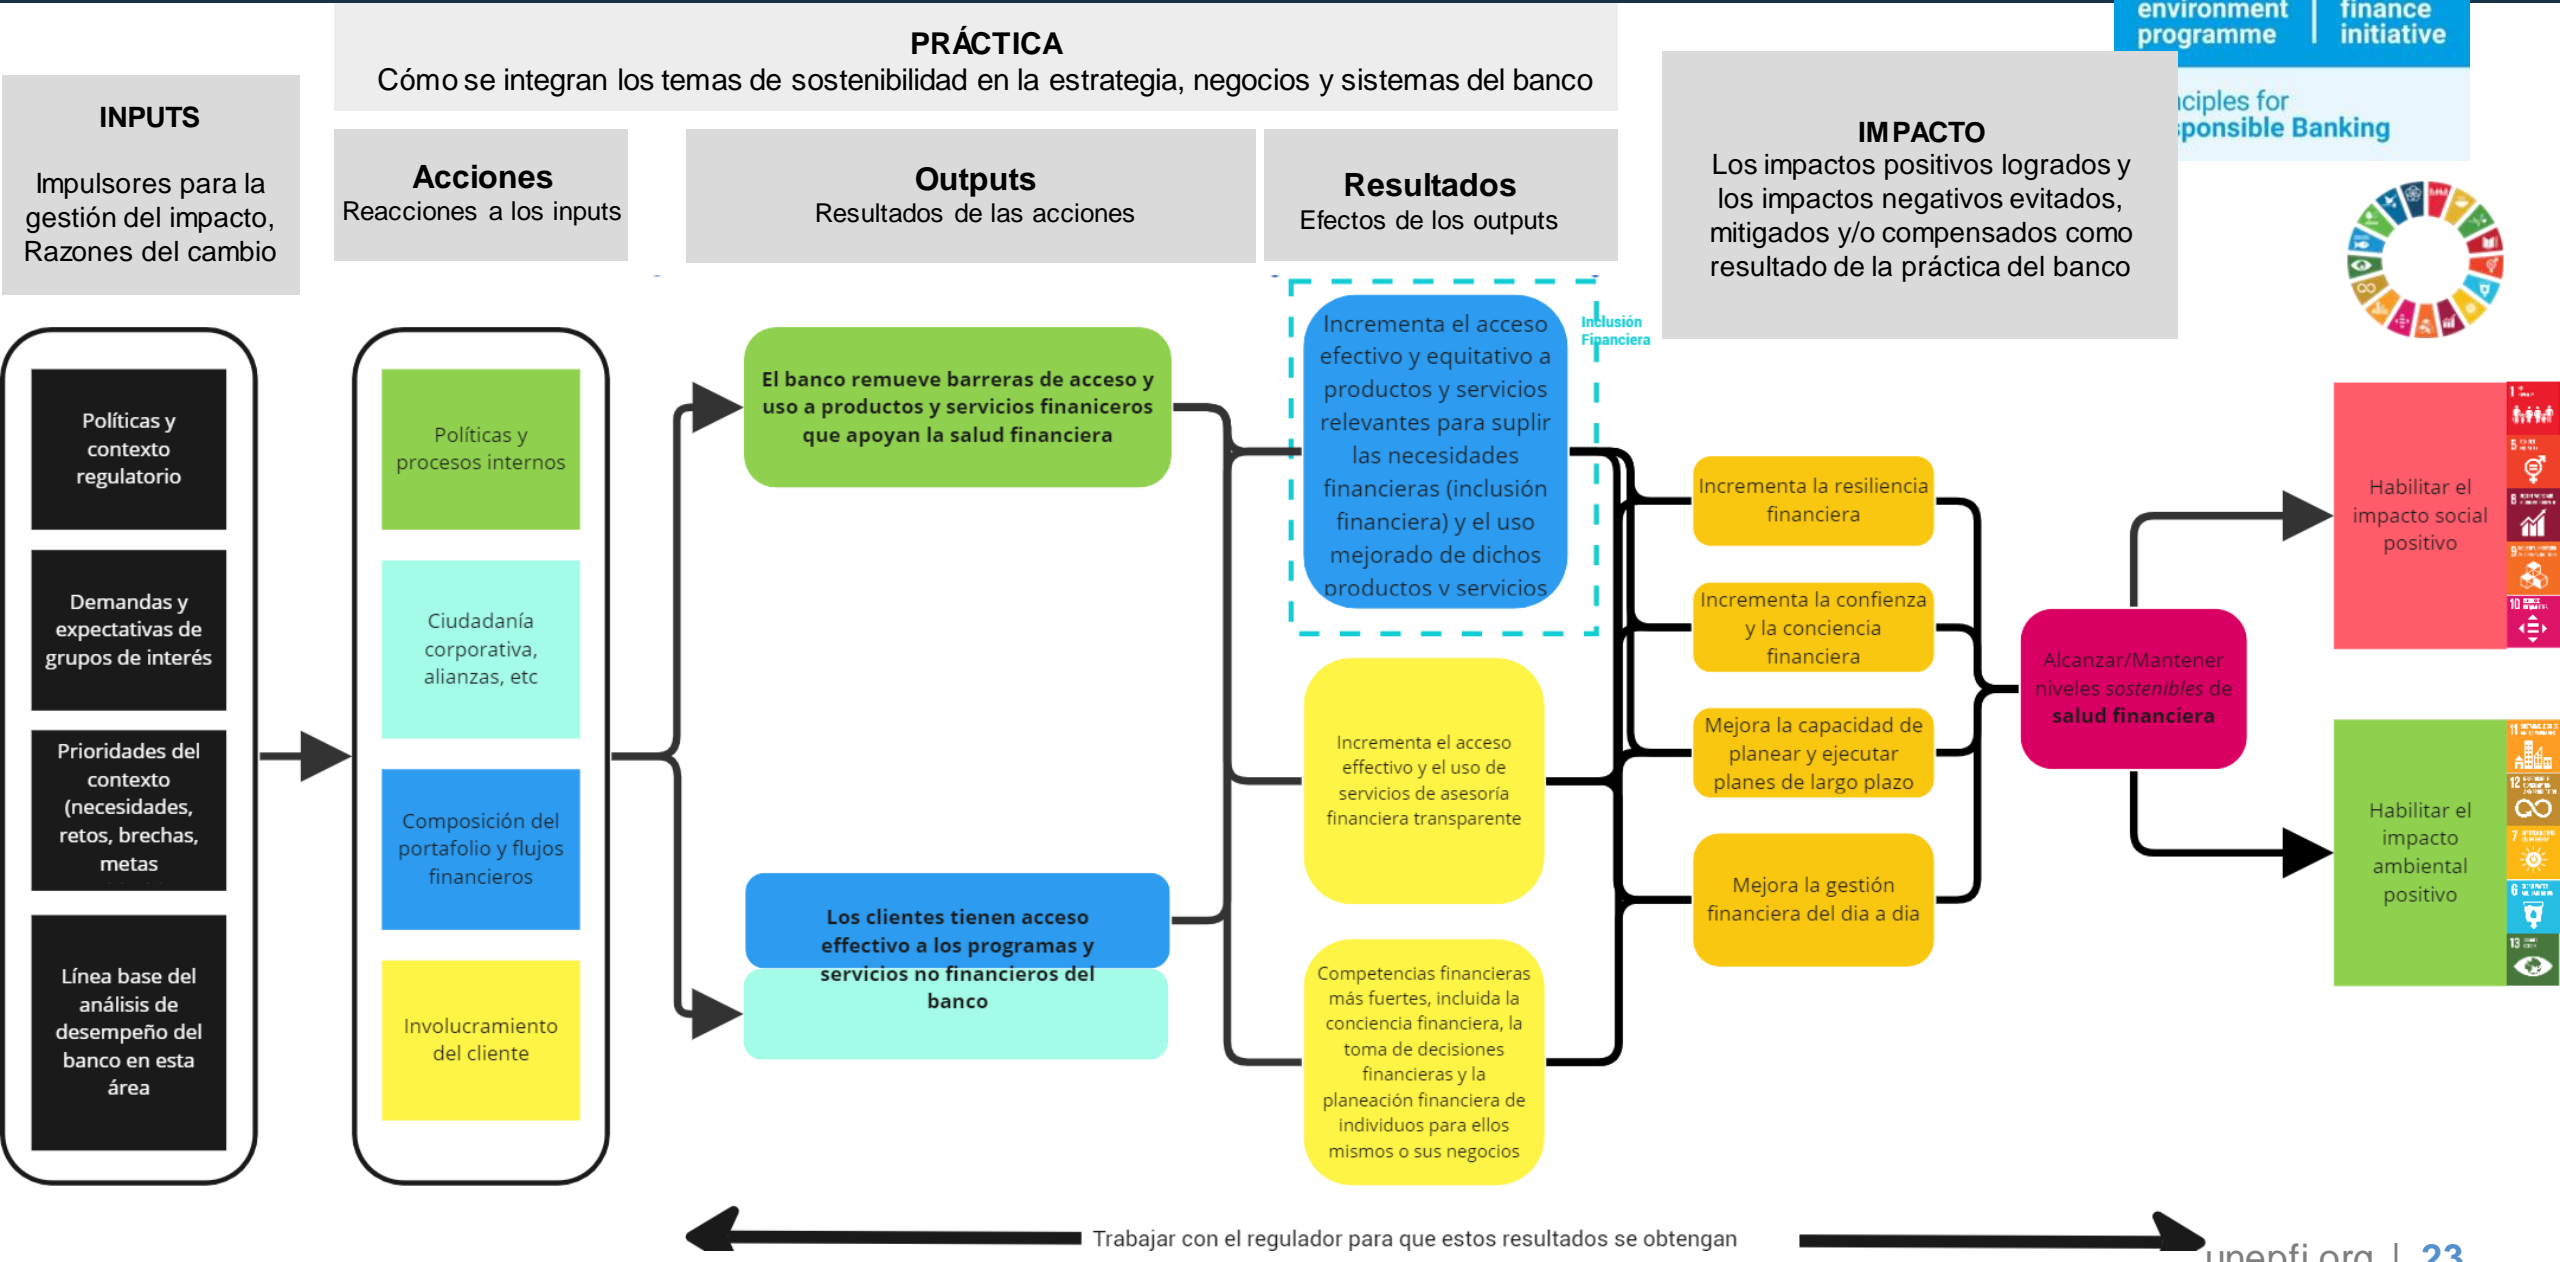 environment
programme
finance
initiative
PRÁCTICA
Cómo se integran los temas de sostenibilidad en la estrategia, negocios y sistemas del banco
INPUTS
Impulsores para la
gestión del impacto,
Razones del cambio
Acciones
Reacciones a los inputs
Outputs
Resultados de las acciones
Resultados
Efectos de los outputs
IMPACTO
Los impactos positivos logrados y
los impactos negativos evitados,
mitigados y/o compensados como
resultado de la práctica del banco
ciples for
ponsible Banking
Políticas y
contexto
regulatorio
Demandas y
expectativas de
grupos de interés
Prioridades del
contexto
(necesidades,
retos, brechas,
metas
Línea base del
análisis de
desempeño del
banco en esta
área
Políticas y
procesos internos
Ciudadanía
corporativa,
alianzas, etc
Composición del
portafolio y flujos
financieros
Involucramiento
del cliente
El banco remueve barreras de acceso y
uso a productos y servicios finaniceros
que apoyan la salud financiera
Los clientes tienen acceso
effectivo a los programas y
servicios no financieros del
banco
Inclusión
Financiera
Incrementa el acceso
efectivo y equitativo a
productos y servicios
relevantes para suplir
las necesidades
financieras (inclusión
financiera) y el uso
mejorado de dichos
productos y servicios
Incrementa el acceso
effectivo y el uso de
servicios de asesoría
financiera transparente
Competencias financieras
más fuertes, incluida la
conciencia financiera, la
toma de decisiones
financieras y la
planeación financiera de
individuos para ellos
mismos o sus negocios
Incrementa la resiliencia
financiera
Incrementa la confienza
y la conciencia
financiera
Mejora la capacidad de
planear y ejecutar
planes de largo plazo
Mejora la gestión
financiera del dia a dia
Alcanzar/Mantener
niveles sostenibles de
salud financiera
Habilitar el
impacto social
positivo
1
5
8
9
10
Habilitar el
impacto
ambiental
positivo
11
12
7
6
13
Trabajar con el regulador para que estos resultados se obtengan
unepfi.org | 23